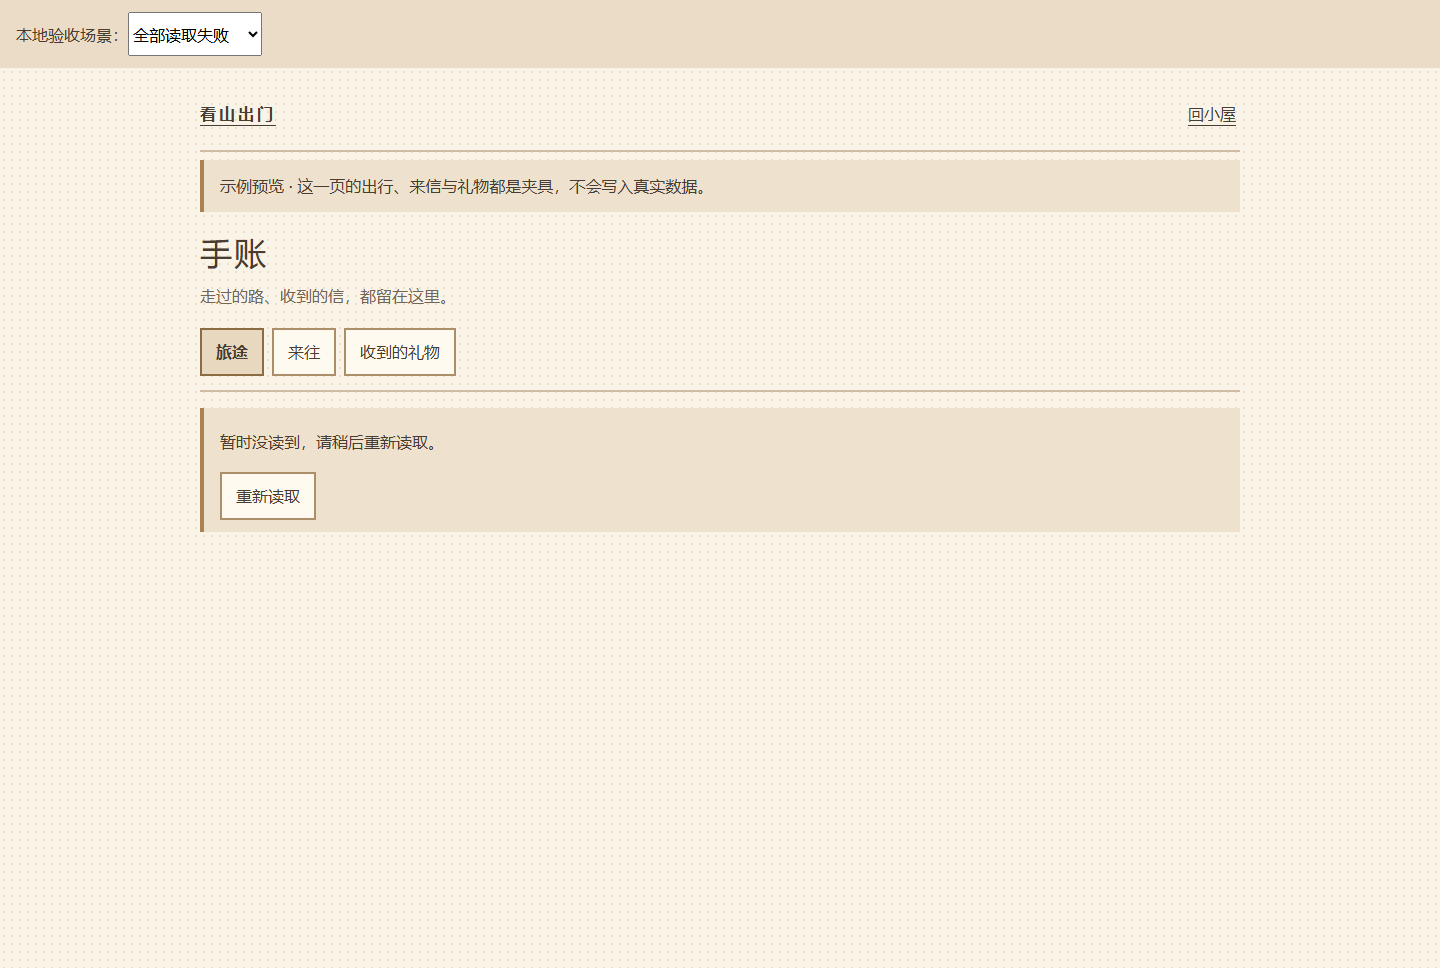 本地验收场景： 全部读取失败
看山出门 回小屋
示例预览 · 这一页的出行、来信与礼物都是夹具，不会写入真实数据。
手账
走过的路、收到的信，都留在这里。
旅途 来往 收到的礼物
暂时没读到，请稍后重新读取。
重新读取